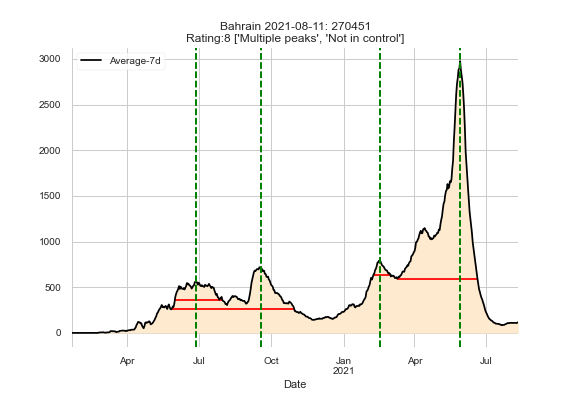 Bahrain 2021-08-11: 270451
Rating:8 ['Multiple peaks', 'Not in control']
Average-7d
3000
2500
2000
1500
1000
500
0
Apr Jul Oct Jan Apr Jul
2021
Date